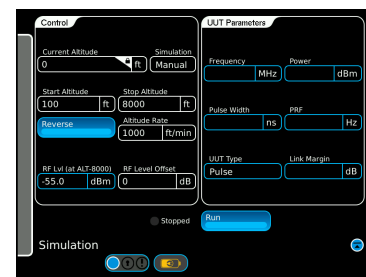 Control
Current Altitude
Simulation
0 ft Manual
Start Altitude
Stop Altitude
100 ft 8000 ft
Reverse
Altitude Rate
1000 ft/min
RF Lvl (at ALT-8000)
RF Level Offset
-55.0 dBm 0 dB
UUT Parameters
Frequency
Power
MHz dBm
Pulse Width
PRF
ns Hz
UUT Type
Link Margin
Pulse dB
Stopped
Run
Simulation